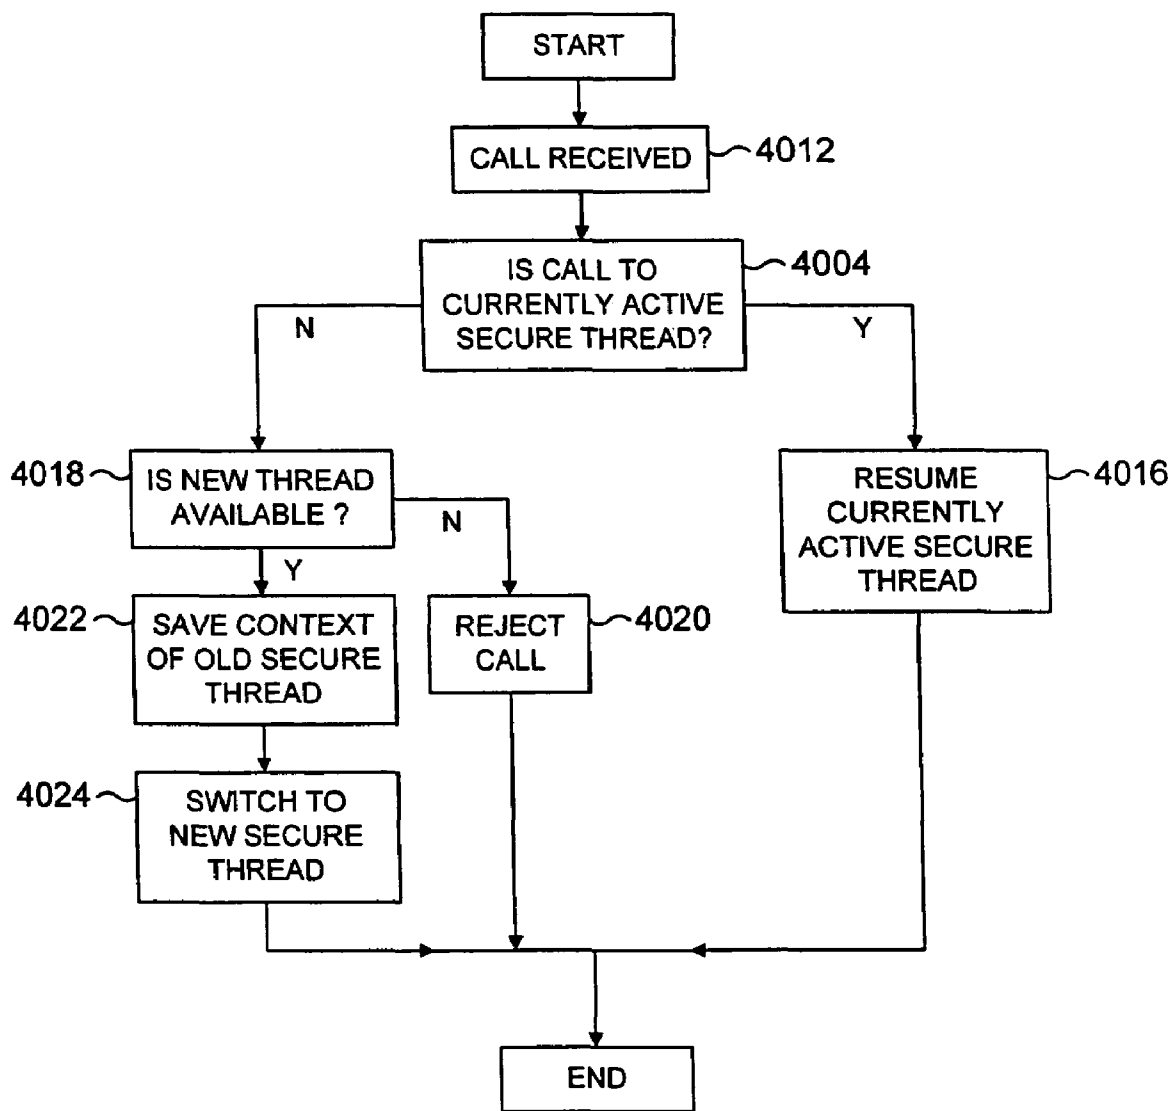 START
CALL RECEIVED
4012
IS CALL TO
CURRENTLY ACTIVE
SECURE THREAD?
4004
N
Y
4018
IS NEW THREAD
AVAILABLE ?
N
Y
RESUME
CURRENTLY
ACTIVE SECURE
THREAD
4016
4022
SAVE CONTEXT
OF OLD SECURE
THREAD
REJECT
CALL
4020
4024
SWITCH TO
NEW SECURE
THREAD
END